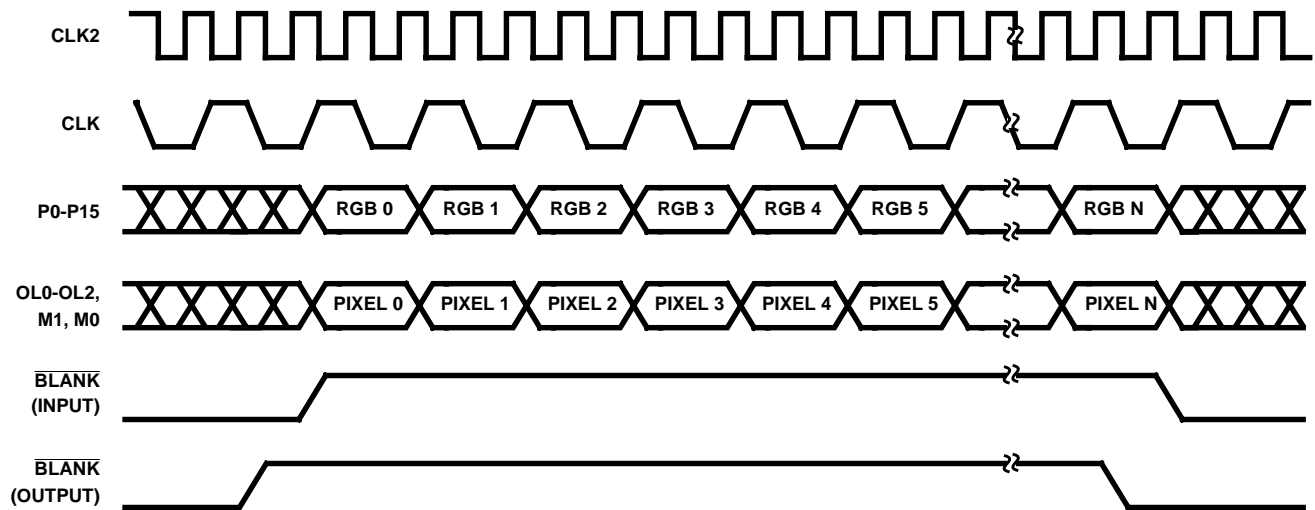 CLK2
CLK
P0-P15
RGB 0 RGB 1 RGB 2 RGB 3 RGB 4 RGB 5 RGB N
OL0-OL2,
M1, M0
PIXEL 0 PIXEL 1 PIXEL 2 PIXEL 3 PIXEL 4 PIXEL 5 PIXEL N
BLANK
(INPUT)
BLANK
(OUTPUT)